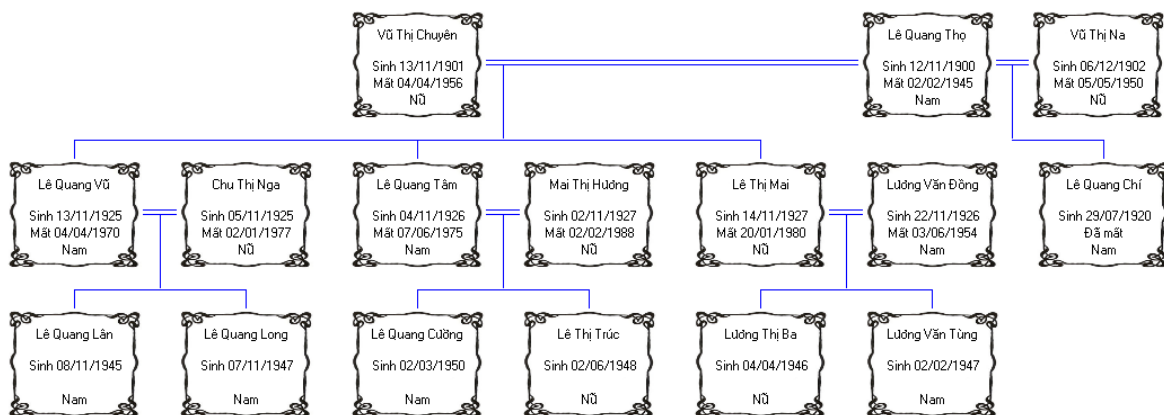 Vũ Thị Chuyên
Sinh 13/11/1901
Mất 04/04/1956
Nữ
Lê Quang Thọ
Sinh 12/11/1900
Mất 02/02/1945
Nam
Vũ Thị Na
Sinh 06/12/1902
Mất 05/05/1950
Nữ
Lê Quang Vũ
Sinh 13/11/1925
Mất 04/04/1970
Nam
Chu Thị Nga
Sinh 05/11/1925
Mất 02/01/1977
Nữ
Lê Quang Tâm
Sinh 04/11/1926
Mất 07/06/1975
Nam
Mai Thị Hương
Sinh 02/11/1927
Mất 02/02/1988
Nữ
Lê Thị Mai
Sinh 14/11/1927
Mất 20/01/1980
Nữ
Lương Văn Đồng
Sinh 22/11/1926
Mất 03/06/1954
Nam
Lê Quang Chí
Sinh 29/07/1920
Đã mất
Nam
Lê Quang Lân
Sinh 08/11/1945
Nam
Lê Quang Long
Sinh 07/11/1947
Nam
Lê Quang Cường
Sinh 02/03/1950
Nam
Lê Thị Trúc
Sinh 02/06/1948
Nữ
Lương Thị Ba
Sinh 04/04/1946
Nữ
Lương Văn Tùng
Sinh 02/02/1947
Nam